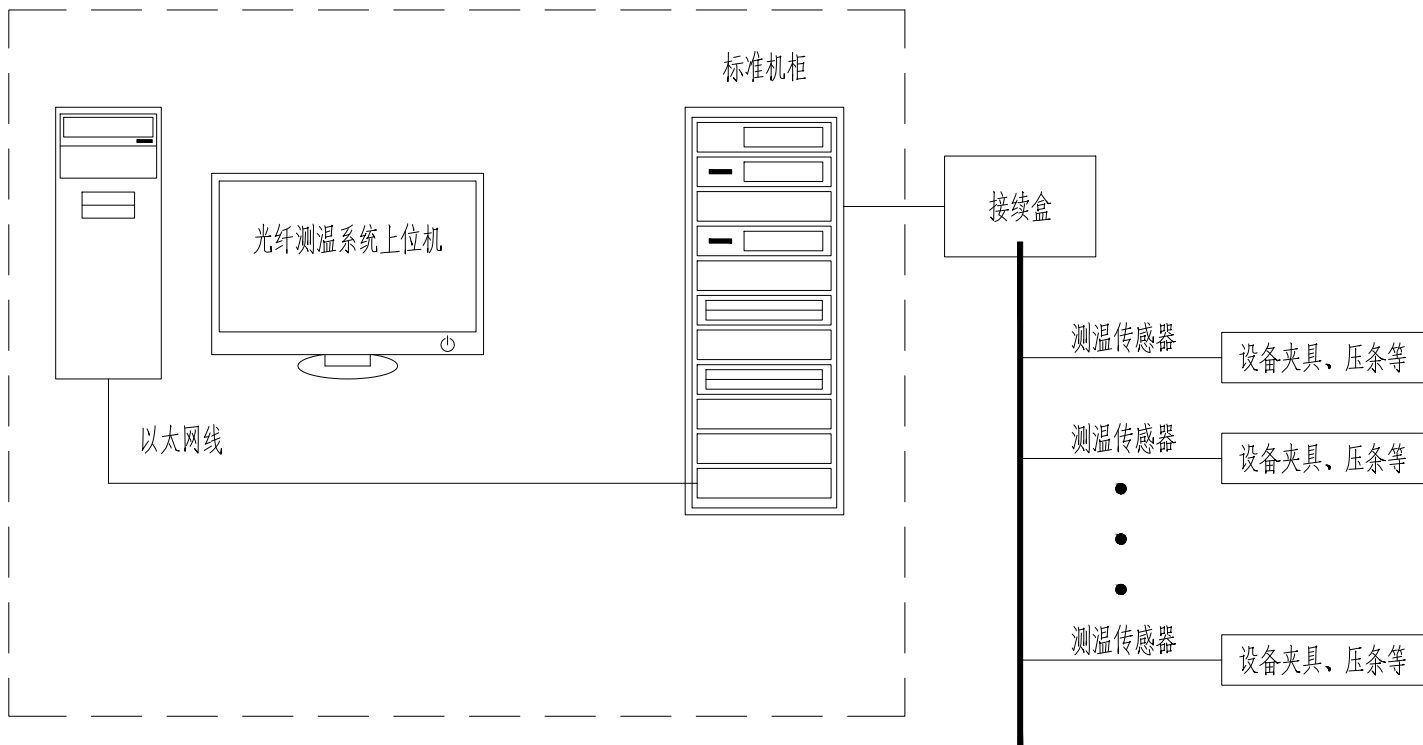 标准机柜
光纤测温系统上位机
接续盒
以太网线
测温传感器
设备夹具、压条等
测温传感器
设备夹具、压条等
测温传感器
设备夹具、压条等